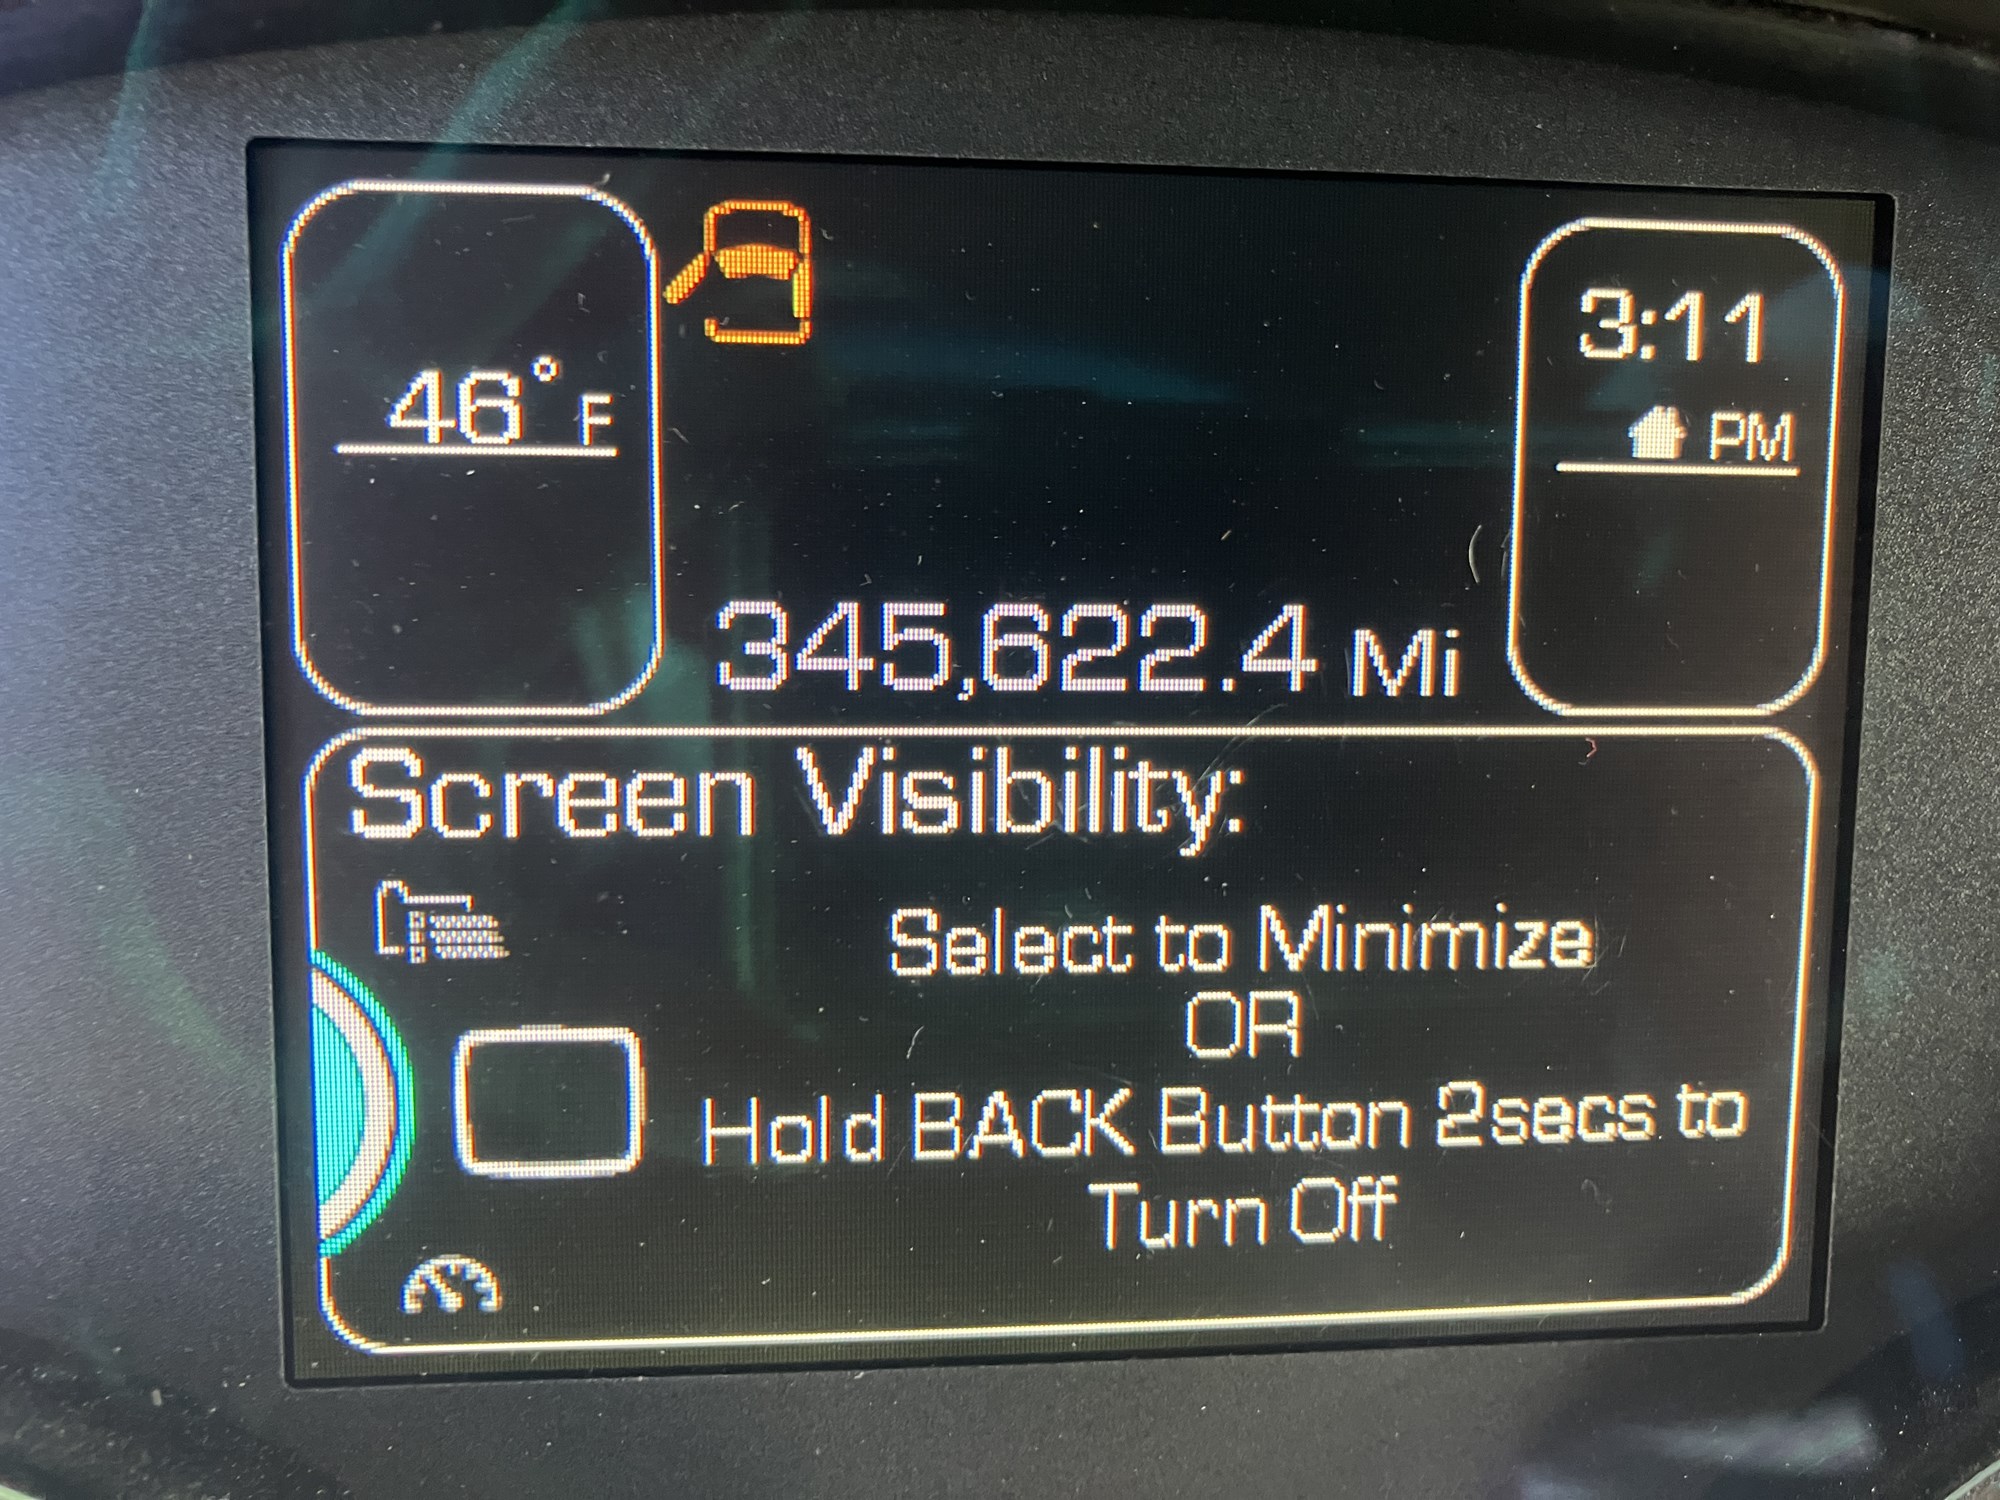 46°F
3:11
PM
345,622.4 Mi
Screen Visibility:
Select to Minimize
OR
Hold BACK Button 2secs to
Turn Off